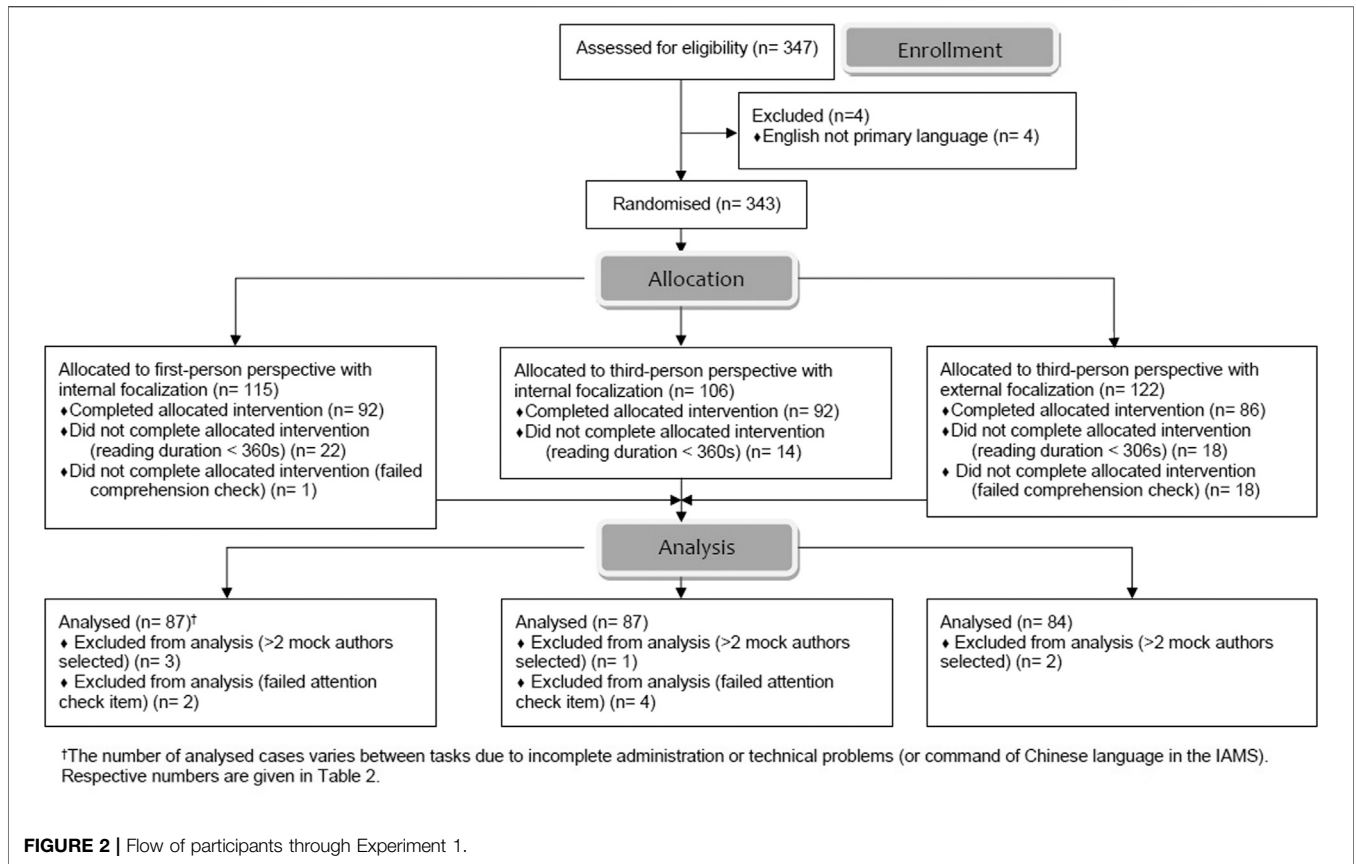 Assessed for eligibility (n= 347)
Enrollment
Excluded (n=4)
♦English not primary language (n= 4)
Randomised (n= 343)
Allocation
Allocated to first-person perspective with
internal focalization (n= 115)
♦Completed allocated intervention (n= 92)
♦Did not complete allocated intervention
(reading duration < 360s) (n= 22)
♦Did not complete allocated intervention (failed
comprehension check) (n= 1)
Allocated to third-person perspective with
internal focalization (n= 106)
♦Completed allocated intervention (n= 92)
♦Did not complete allocated intervention
(reading duration < 360s) (n= 14)
Allocated to third-person perspective with
external focalization (n= 122)
♦Completed allocated intervention (n= 86)
♦Did not complete allocated intervention
(reading duration < 306s) (n= 18)
♦ Did not complete allocated intervention
(failed comprehension check) (n= 18)
Analysis
Analysed (n= 87)†
♦ Excluded from analysis (>2 mock authors
selected) (n= 3)
♦ Excluded from analysis (failed attention
check item) (n= 2)
Analysed (n= 87)
♦ Excluded from analysis (>2 mock authors
selected) (n= 1)
♦ Excluded from analysis (failed attention
check item) (n= 4)
Analysed (n= 84)
♦ Excluded from analysis (>2 mock authors
selected) (n= 2)
†The number of analysed cases varies between tasks due to incomplete administration or technical problems (or command of Chinese language in the IAMS).
Respective numbers are given in Table 2.
FIGURE 2 | Flow of participants through Experiment 1.